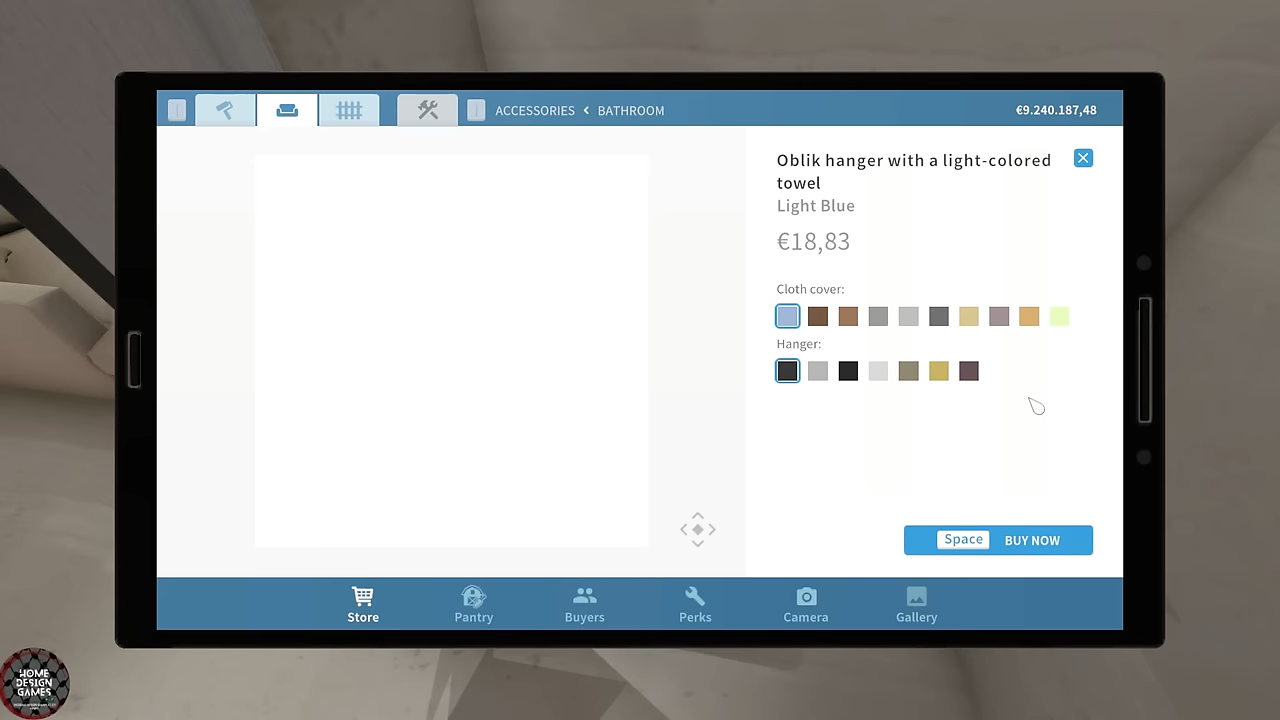 ACCESSORIES < BATHROOM
€9.240.187,48
Oblik hanger with a light-colored
towel
Light Blue
€18,83
Cloth cover:
Hanger:
Space BUY NOW
Store
Pantry
Buyers
Perks
Camera
Gallery
HOME
DESIGN
GAMES